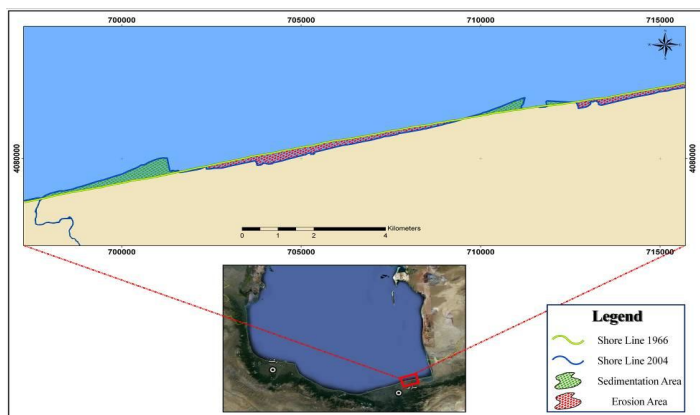 700000 705000 710000 715000
4080000 4080000
Kilometers
0 1 2 4
700000 705000 710000 715000
Legend
Shore Line 1966
Shore Line 2004
Sedimentation Area
Erosion Area